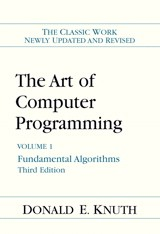 THE CLASSIC WORK
NEWLY UPDATED AND REVISED
The Art of
Computer
Programming
VOLUME 1
Fundamental Algorithms
Third Edition
DONALD E. KNUTH